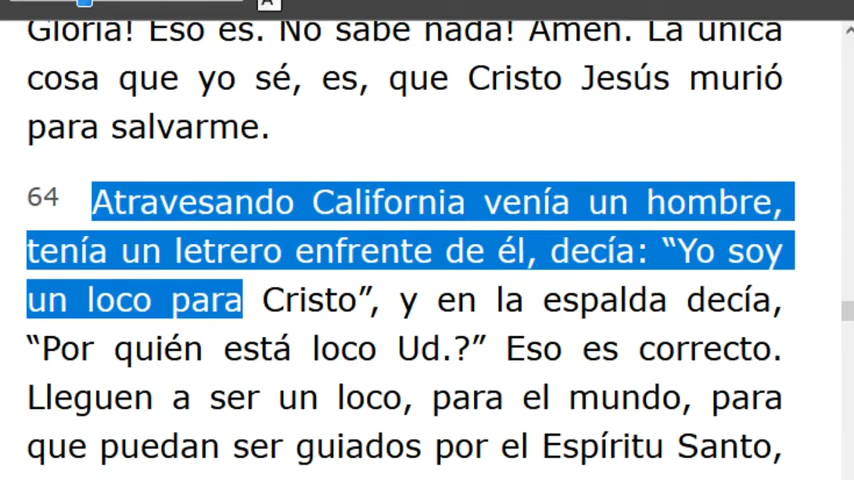 A
Gloria! Eso es. No sabe nada! Amén. La única
cosa que yo sé, es, que Cristo Jesús murió
para salvarme.
64 Atravesando California venía un hombre,
tenía un letrero enfrente de él, decía: “Yo soy
un loco para Cristo”, y en la espalda decía,
“Por quién está loco Ud.?” Eso es correcto.
Lleguen a ser un loco, para el mundo, para
que puedan ser guiados por el Espíritu Santo,